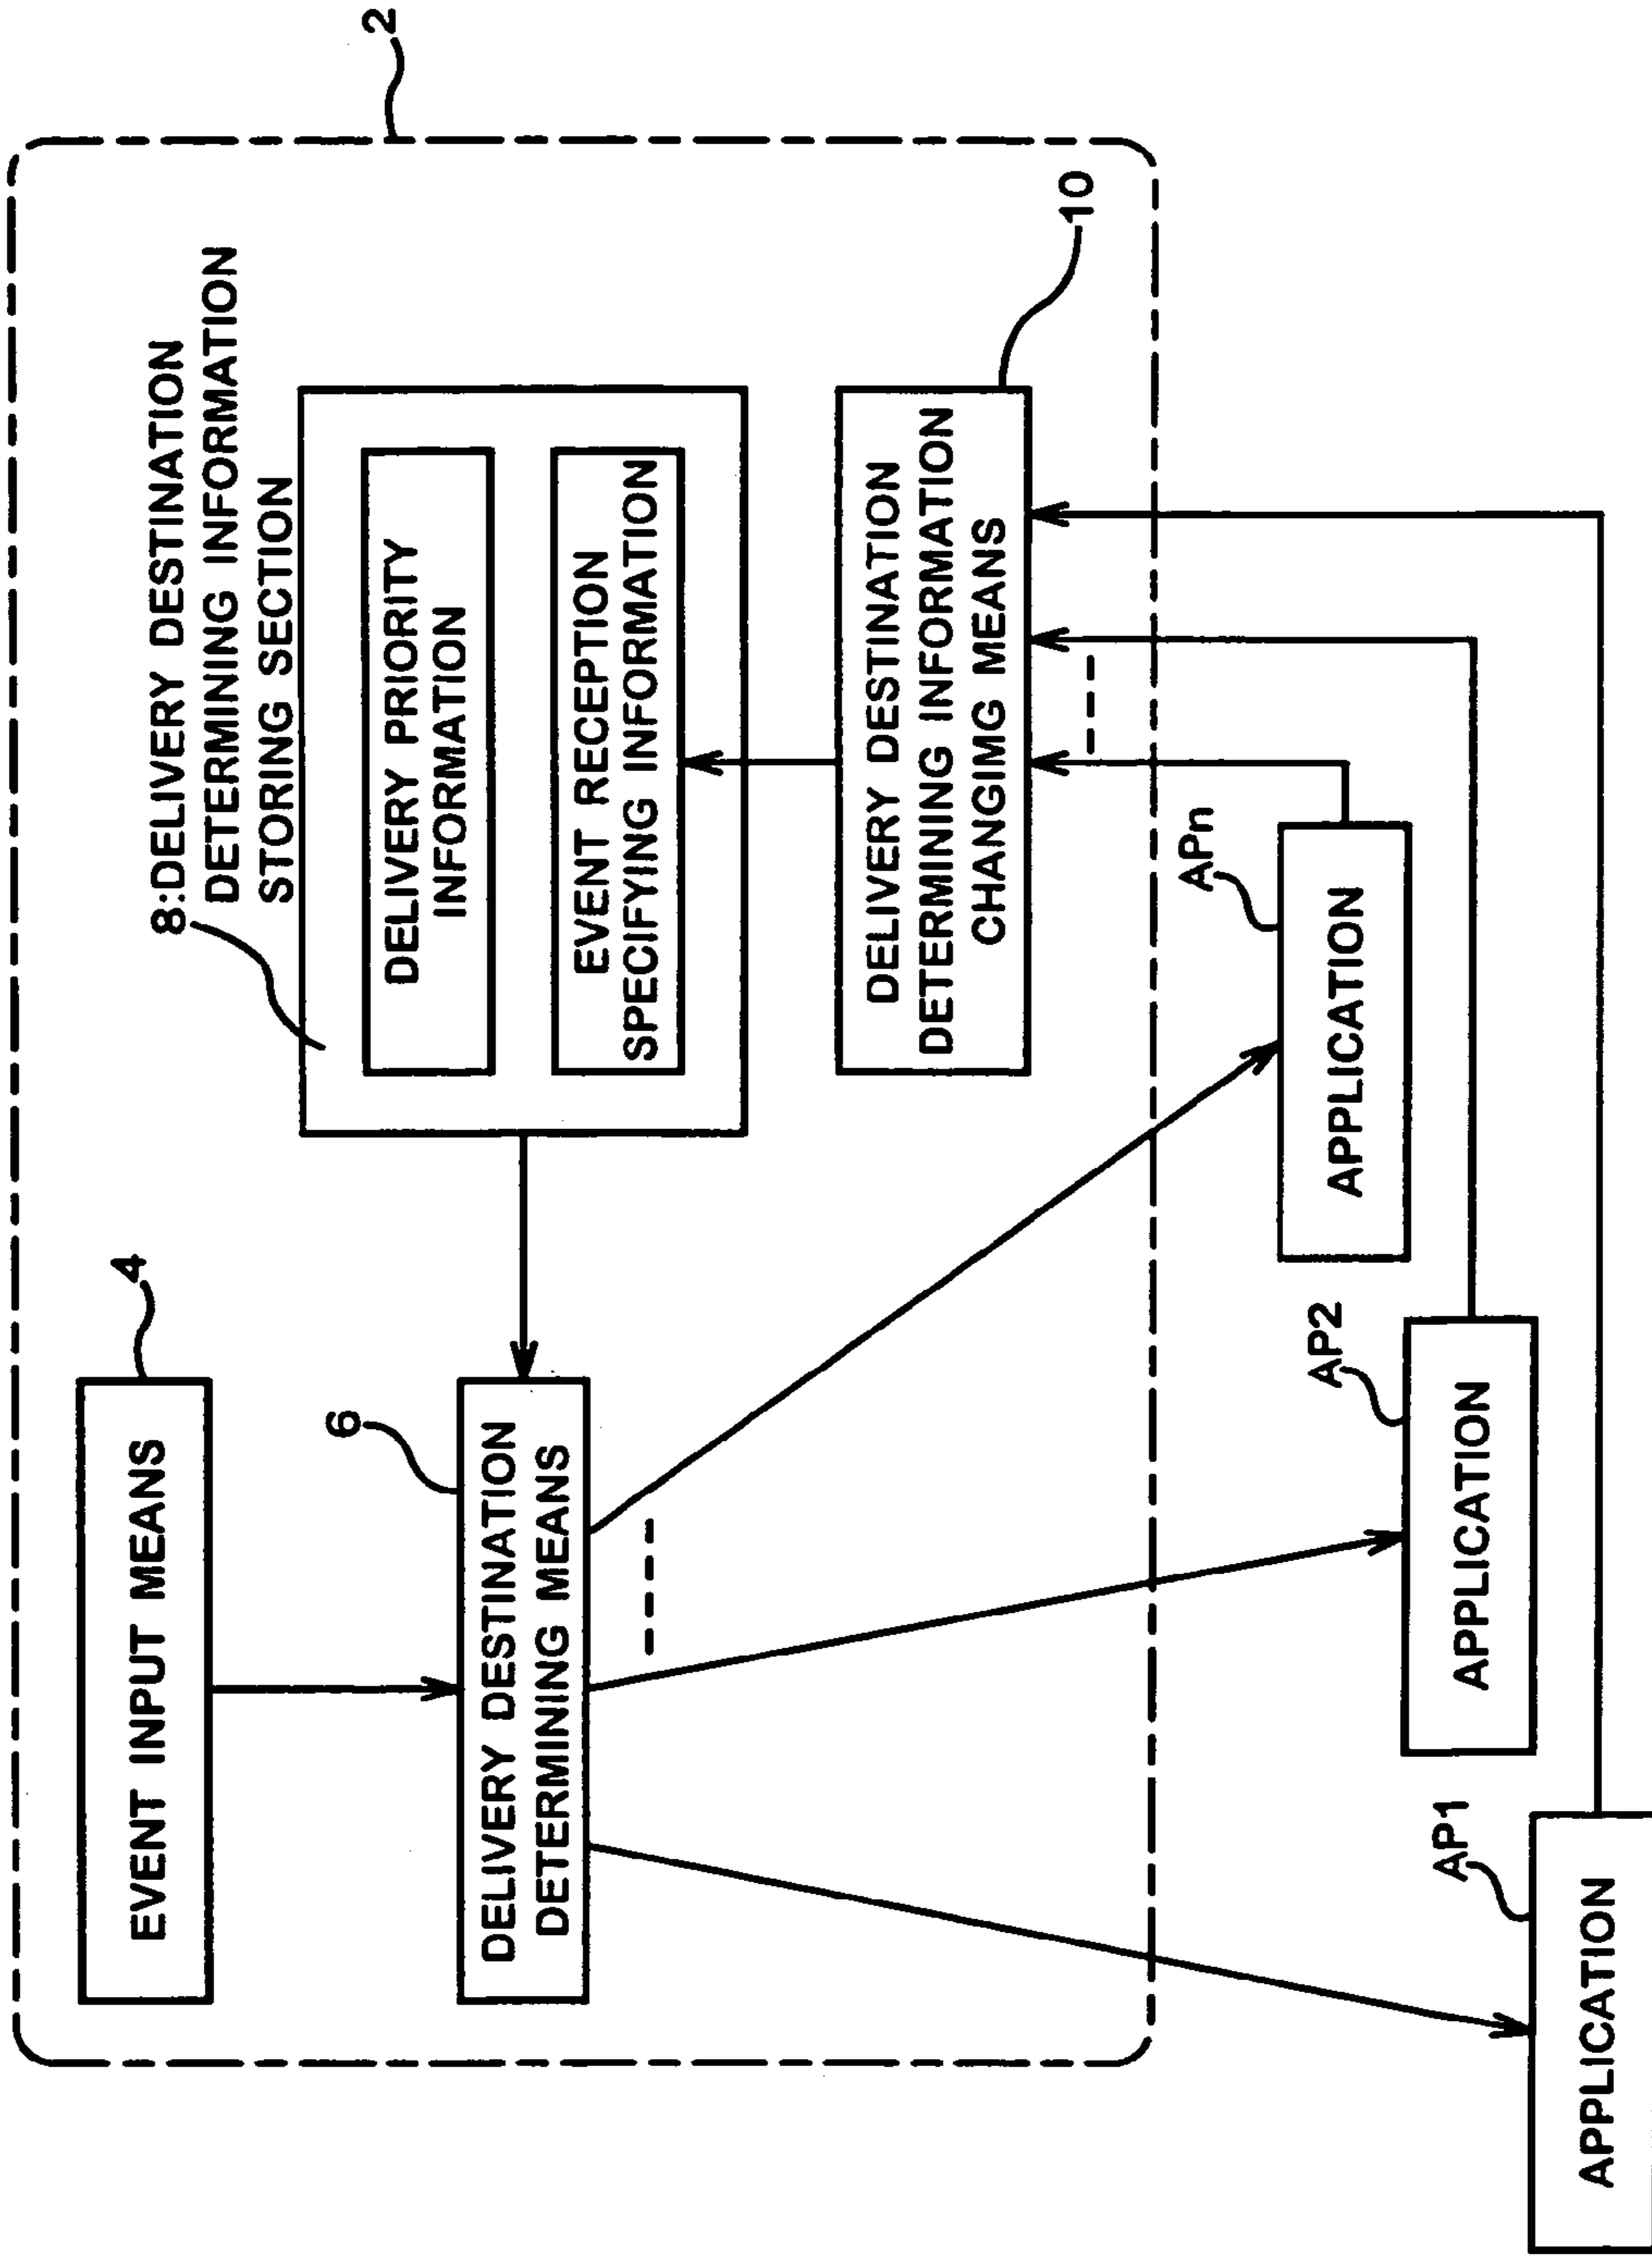 2
4
EVENT INPUT MEANS
8:DELIVERY DESTINATION
DETERMINING INFORMATION
STORING SECTION
DELIVERY PRIORITY
INFORMATION
EVENT RECEPTION
SPECIFYING INFORMATION
6
DELIVERY DESTINATION
DETERMINING MEANS
10
DELIVERY DESTINATION
DETERMINING INFORMATION
CHANGIMG MEANS
APn
APPLICATION
AP2
APPLICATION
AP1
APPLICATION